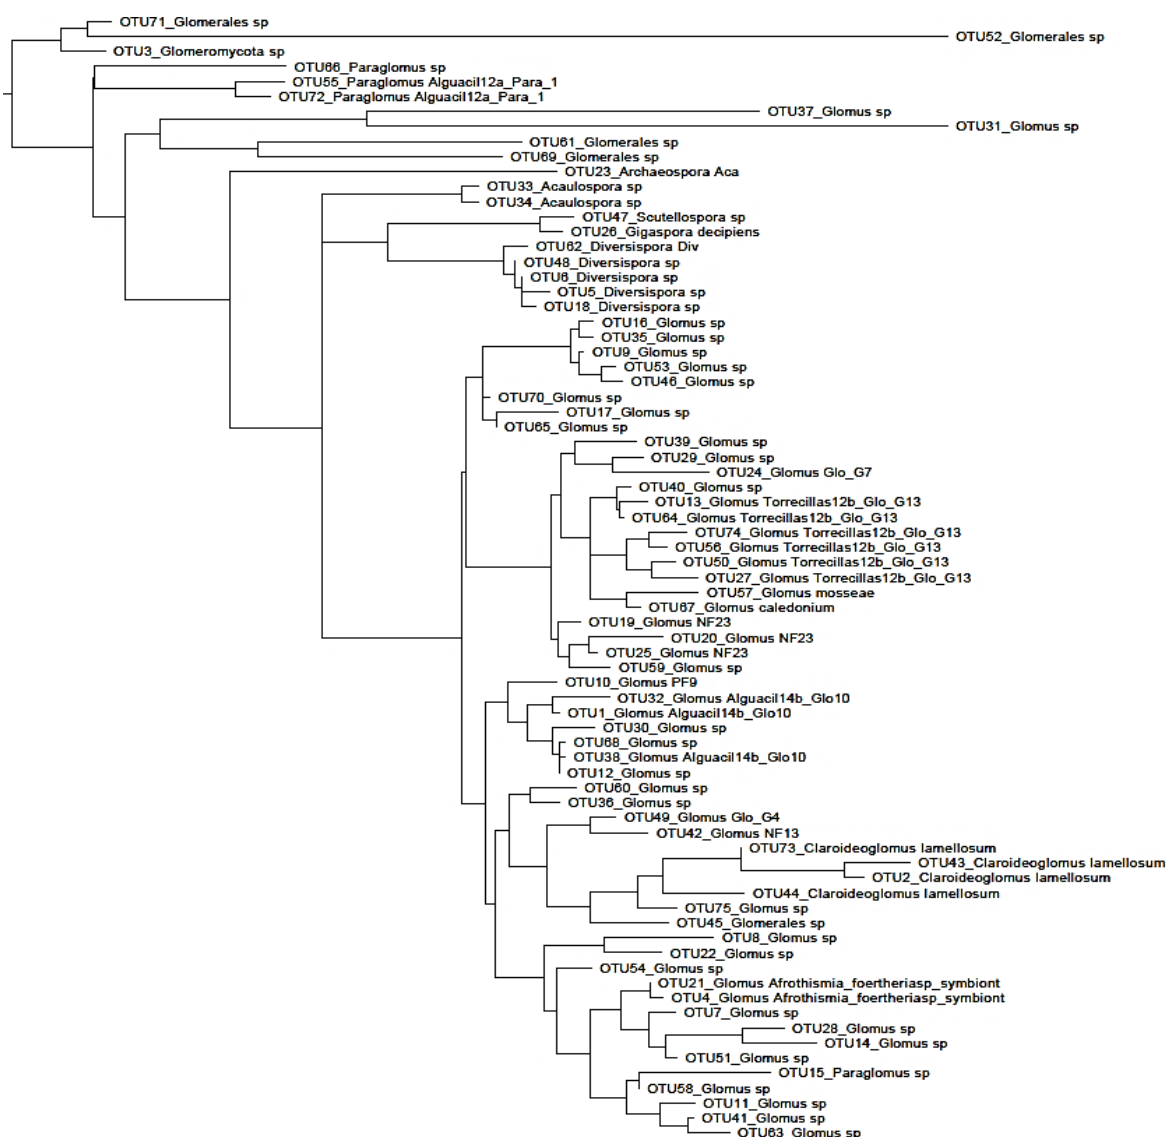 OTU71_Glomerales sp
OTU52_Glomerales sp
OTU3_Glomeromycota sp
OTU66_Paraglomus sp
OTU55_Paraglomus Alguacil12a_Para_1
OTU72_Paraglomus Alguacil12a_Para_1
OTU37_Glomus sp
OTU31_Glomus sp
OTU61_Glomerales sp
OTU69_Glomerales sp
OTU23_Archaeospora Aca
OTU33_Acaulospora sp
OTU34_Acaulospora sp
OTU47_Scutellospora sp
OTU26_Gigaspora decipiens
OTU62_Diversispora Div
OTU48_Diversispora sp
OTU6_Diversispora sp
OTU5_Diversispora sp
OTU18_Diversispora sp
OTU16_Glomus sp
OTU35_Glomus sp
OTU9_Glomus sp
OTU53_Glomus sp
OTU46_Glomus sp
OTU70_Glomus sp
OTU17_Glomus sp
OTU65_Glomus sp
OTU39_Glomus sp
OTU29_Glomus sp
OTU24_Glomus Glo_G7
OTU40_Glomus sp
OTU13_Glomus Torrecillas12b_Glo_G13
OTU64_Glomus Torrecillas12b_Glo_G13
OTU74_Glomus Torrecillas12b_Glo_G13
OTU56_Glomus Torrecillas12b_Glo_G13
OTU50_Glomus Torrecillas12b_Glo_G13
OTU27_Glomus Torrecillas12b_Glo_G13
OTU57_Glomus mosseae
OTU67_Glomus caledonium
OTU19_Glomus NF23
OTU20_Glomus NF23
OTU25_Glomus NF23
OTU59_Glomus sp
OTU10_Glomus PF9
OTU32_Glomus Alguacil14b_Glo10
OTU1_Glomus Alguacil14b_Glo10
OTU30_Glomus sp
OTU68_Glomus sp
OTU38_Glomus Alguacil14b_Glo10
OTU12_Glomus sp
OTU60_Glomus sp
OTU36_Glomus sp
OTU49_Glomus Glo_G4
OTU42_Glomus NF13
OTU73_Claroideoglomus lamellosum
OTU43_Claroideoglomus lamellosum
OTU2_Claroideoglomus lamellosum
OTU44_Claroideoglomus lamellosum
OTU75_Glomus sp
OTU45_Glomerales sp
OTU8_Glomus sp
OTU22_Glomus sp
OTU54_Glomus sp
OTU21_Glomus Afrothismia_foertheriasp_symbiont
OTU4_Glomus Afrothismia_foertheriasp_symbiont
OTU7_Glomus sp
OTU28_Glomus sp
OTU14_Glomus sp
OTU51_Glomus sp
OTU15_Paraglomus sp
OTU58_Glomus sp
OTU11_Glomus sp
OTU41_Glomus sp
OTU63_Glomus sp